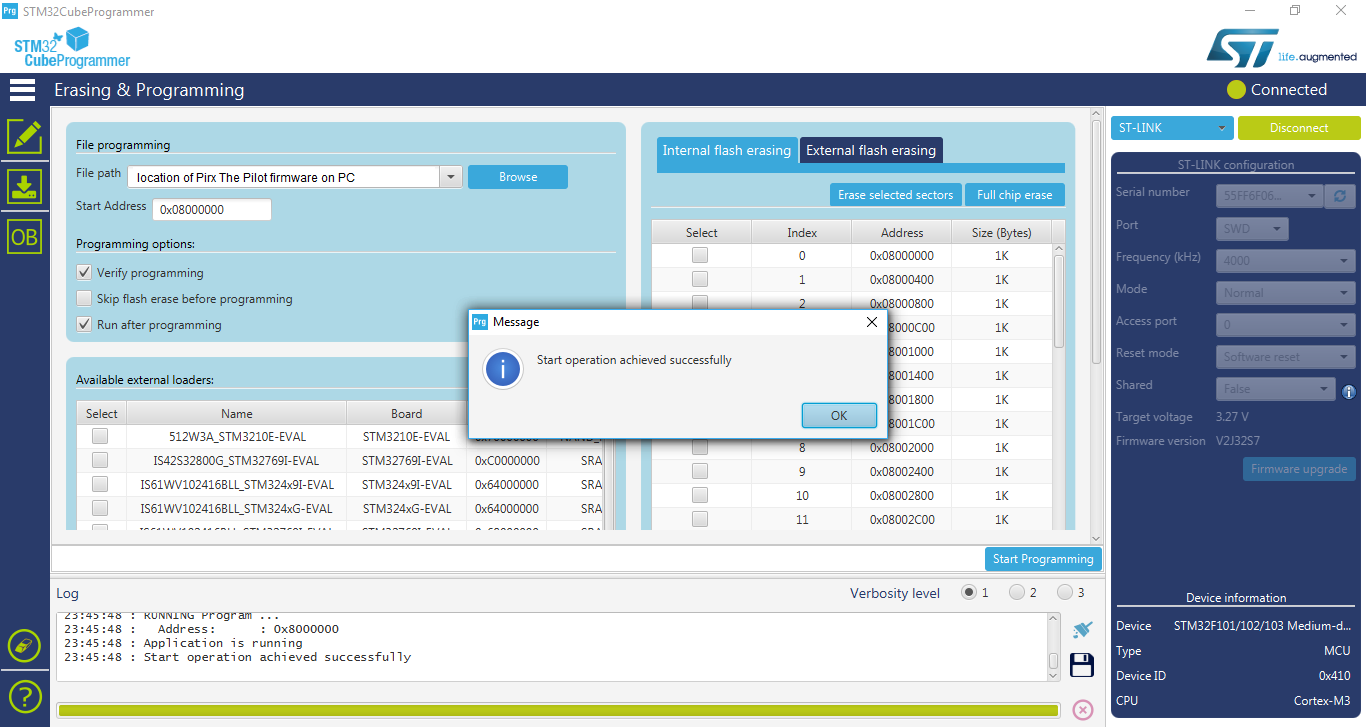 Prg STM32CubeProgrammer
STM32
CubeProgrammer
ST life.augmented
Erasing & Programming
Connected
File programming
File path location of Pirx The Pilot firmware on PC Browse
Start Address 0x08000000
Programming options:
Verify programming
Skip flash erase before programming
Run after programming
Available external loaders:
Select Name Board
512W3A_STM3210E-EVAL STM3210E-EVAL
IS42S32800G_STM32769I-EVAL STM32769I-EVAL 0xC0000000 SRA
IS61WV102416BLL_STM324x9I-EVAL STM324x9I-EVAL 0x64000000 SRA
IS61WV102416BLL_STM324xG-EVAL STM324xG-EVAL 0x64000000 SRA
Internal flash erasing External flash erasing
Erase selected sectors Full chip erase
Select Index Address Size (Bytes)
0 0x08000000 1K
1 0x08000400 1K
2 0x08000800 1K
8000C00 1K
8001000 1K
8001400 1K
8001800 1K
8001C00 1K
8 0x08002000 1K
9 0x08002400 1K
10 0x08002800 1K
11 0x08002C00 1K
Prg Message
Start operation achieved successfully
OK
Start Programming
Log
Verbosity level 1 2 3
23:45:48 : RUNNING Program ...
23:45:48 : Address: : 0x8000000
23:45:48 : Application is running
23:45:48 : Start operation achieved successfully
OB
ST-LINK Disconnect
ST-LINK configuration
Serial number 55FF6F06...
Port SWD
Frequency (kHz) 4000
Mode Normal
Access port 0
Reset mode Software reset
Shared False
Target voltage 3.27 V
Firmware version V2J32S7
Firmware upgrade
Device information
Device STM32F101/102/103 Medium-d...
Type MCU
Device ID 0x410
CPU Cortex-M3